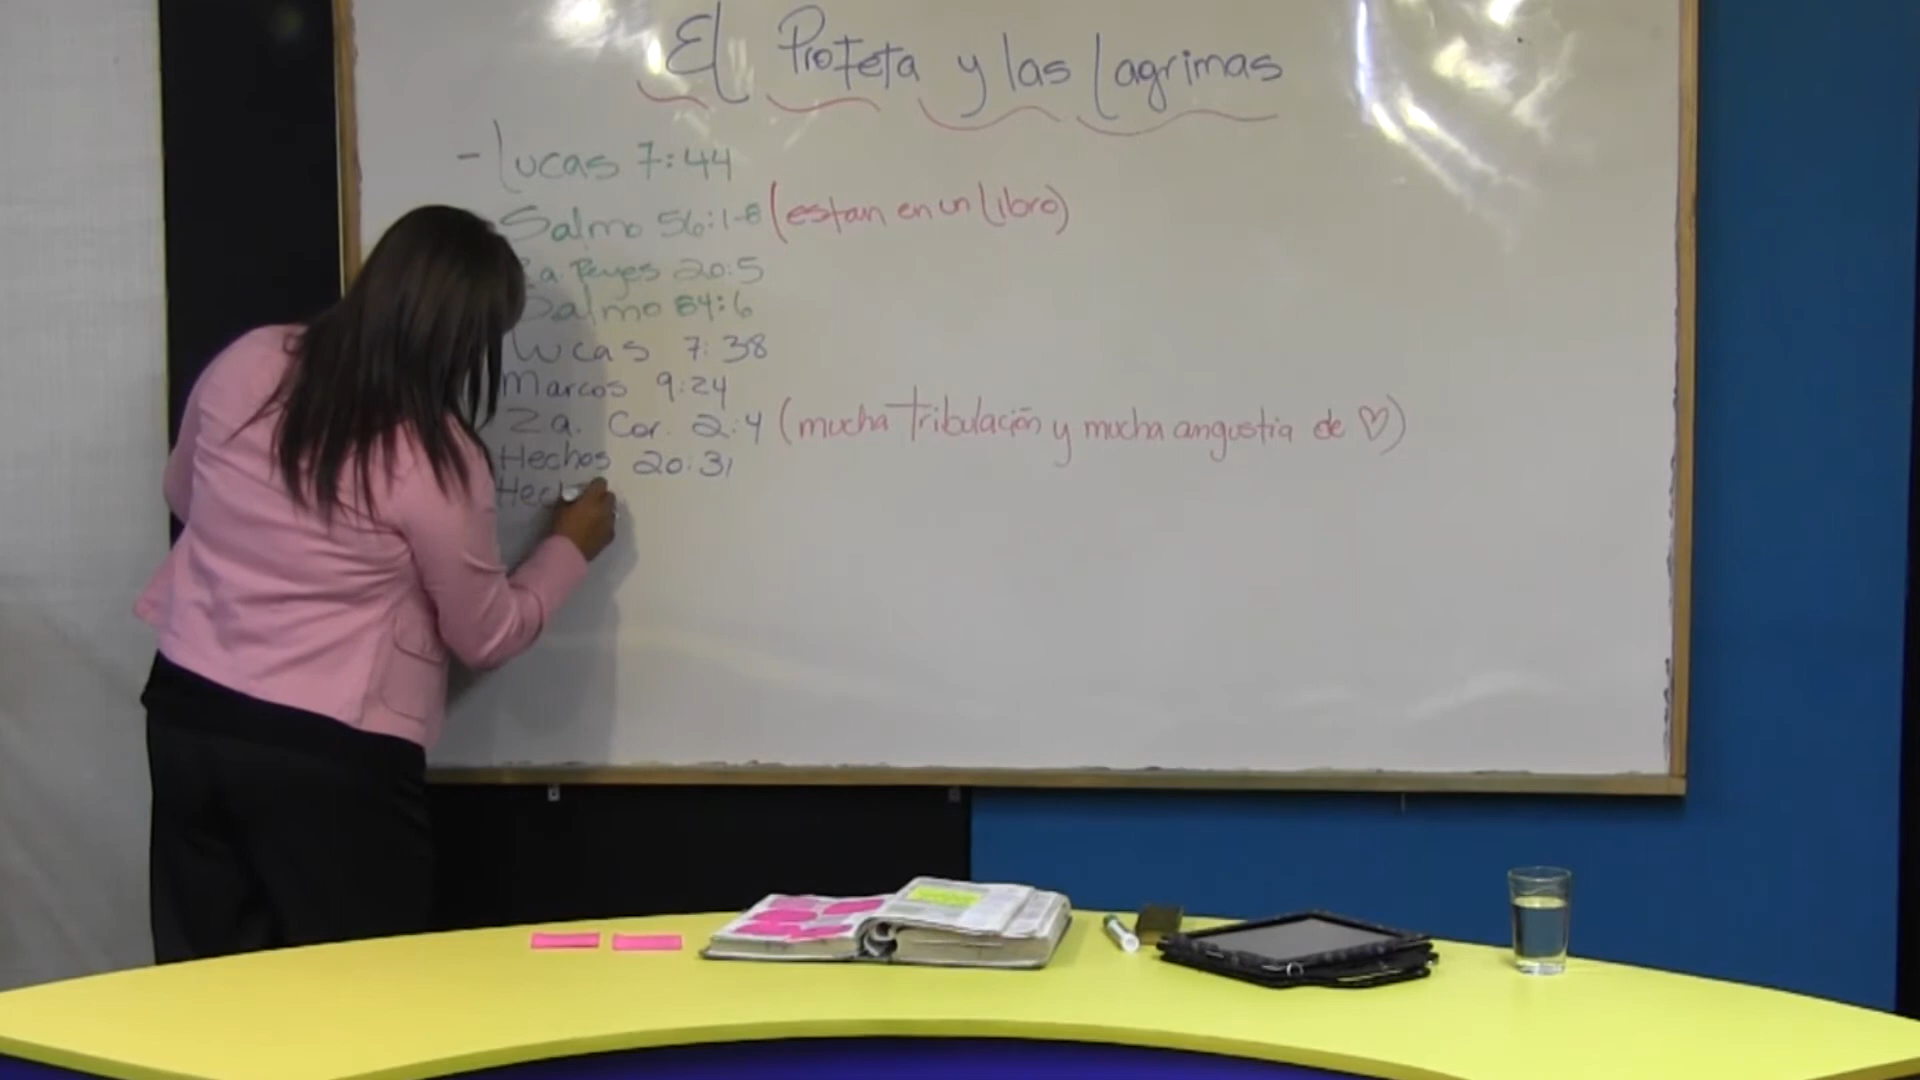 El Profeta y las Lagrimas
- Lucas 7:44
Salmo 56:1-8 (estan en un Libro)
a Reyes 20:5
Salmo 84:6
Lucas 7:38
Marcos 9:24
2a. Cor. 2:4 (mucha tribulación y mucha angustia de ♡)
Hechos 20:31
Hech